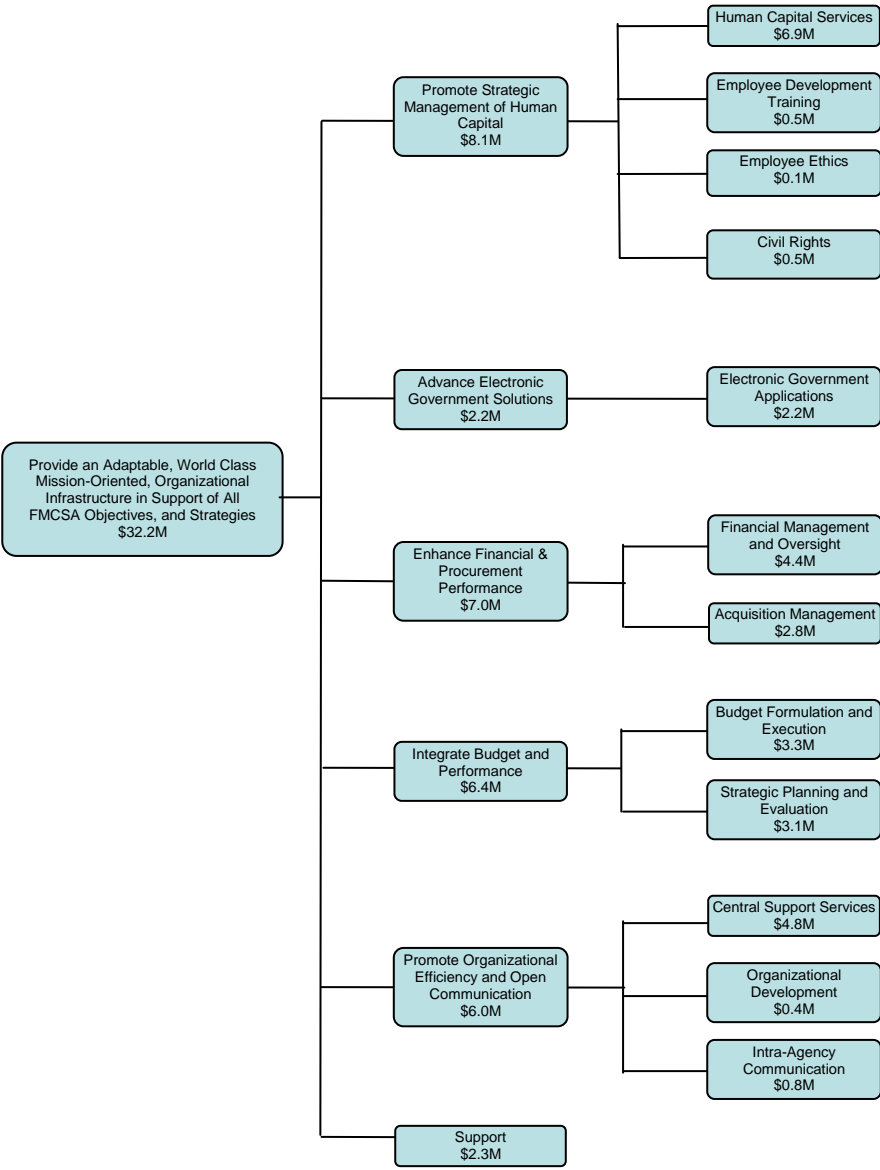 Provide an Adaptable, World Class
Mission-Oriented, Organizational
Infrastructure in Support of All
FMCSA Objectives, and Strategies
$32.2M
Promote Strategic
Management of Human
Capital
$8.1M
Human Capital Services
$6.9M
Employee Development
Training
$0.5M
Employee Ethics
$0.1M
Civil Rights
$0.5M
Advance Electronic
Government Solutions
$2.2M
Electronic Government
Applications
$2.2M
Enhance Financial &
Procurement
Performance
$7.0M
Financial Management
and Oversight
$4.4M
Acquisition Management
$2.8M
Integrate Budget and
Performance
$6.4M
Budget Formulation and
Execution
$3.3M
Strategic Planning and
Evaluation
$3.1M
Promote Organizational
Efficiency and Open
Communication
$6.0M
Central Support Services
$4.8M
Organizational
Development
$0.4M
Intra-Agency
Communication
$0.8M
Support
$2.3M